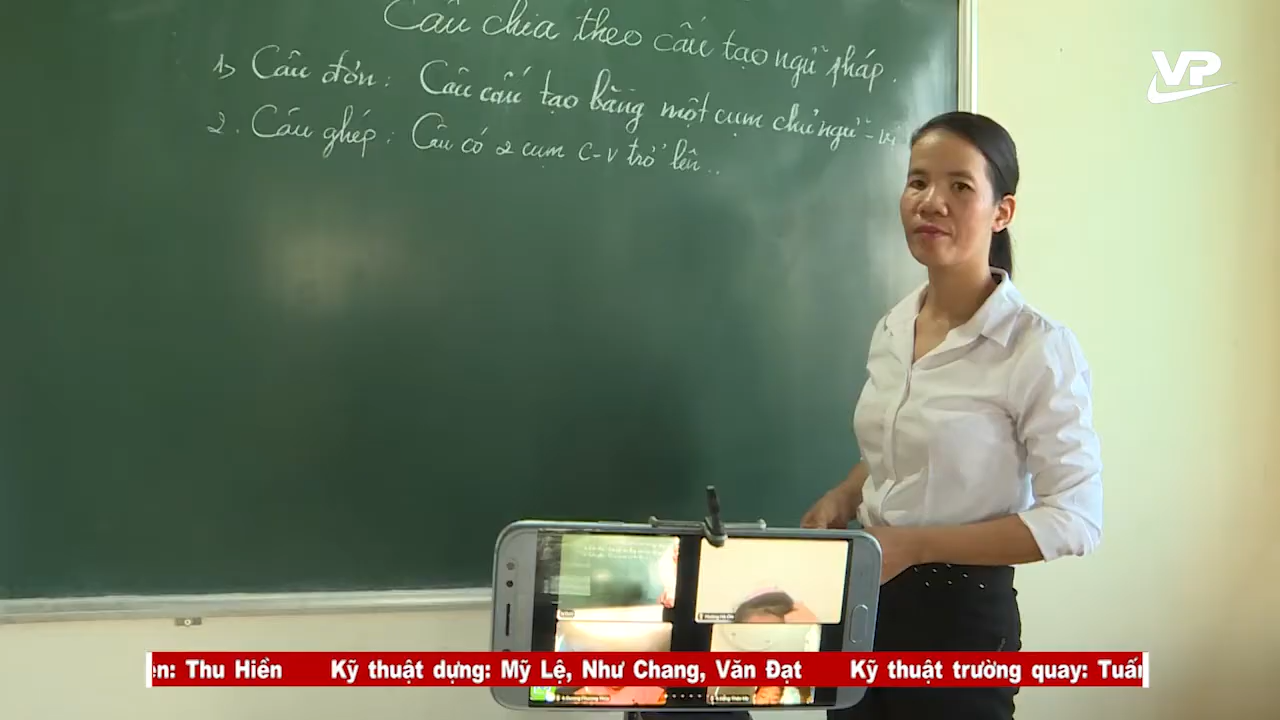 Câu chia theo cấu tạo ngữ pháp.
1, Câu đơn: Câu cấu tạo bằng một cụm chủ ngữ - vị
2. Câu ghép: Câu có 2 cụm C-V trở lên..
VP
ên: Thu Hiền Kỹ thuật dựng: Mỹ Lệ, Như Chang, Văn Đạt Kỹ thuật trường quay: Tuấn